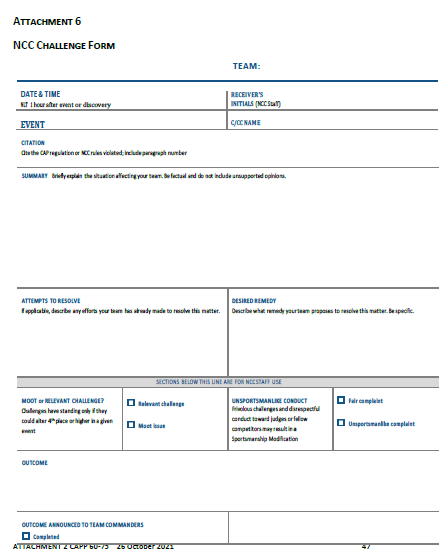 ATTACHMENT 6
NCC CHALLENGE FORM
TEAM:
DATE & TIME
NLT 1 hour after event or discovery
RECEIVER'S
INITIALS (NCC Staff)
EVENT
C/CC NAME
CITATION
Cite the CAP regulation or NCC rules violated; include paragraph number
SUMMARY Briefly explain the situation affecting your team. Be factual and do not include unsupported opinions.
ATTEMPTS TO RESOLVE
If applicable, describe any efforts your team has already made to resolve this matter.
DESIRED REMEDY
Describe what remedy your team proposes to resolve this matter. Be specific.
SECTIONS BELOW THIS LINE ARE FOR NCC STAFF USE
MOOT or RELEVANT CHALLENGE?
Challenges have standing only if they
could alter 4th place or higher in a given
event
Relevant challenge
Moot issue
UNSPORTSMANLIKE CONDUCT
Frivolous challenges and disrespectful
conduct toward judges or fellow
competitors may result in a
Sportsmanship Modification
Fair complaint
Unsportsmanlike complaint
OUTCOME
OUTCOME ANNOUNCED TO TEAM COMMANDERS
Completed
ATTACHMENT 2 CAPP 60-75 26 October 2021
47